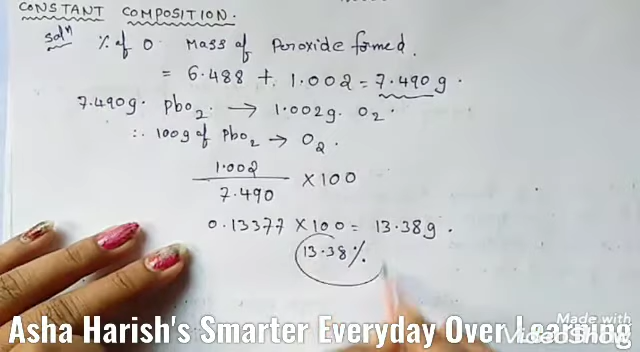 CONSTANT COMPOSITION.
Solⁿ % of O. Mass of Peroxide formed.
= 6.488 + 1.002 = 7.490 g.
7.490g. PbO₂ → 1.002g. O₂.
∴ 100g of PbO₂ → O₂.
1.002
7.490
× 100
0.13377 × 100 = 13.38g.
13.38%
Made with
VideoShow
Asha Harish's Smarter Everyday Over Learning